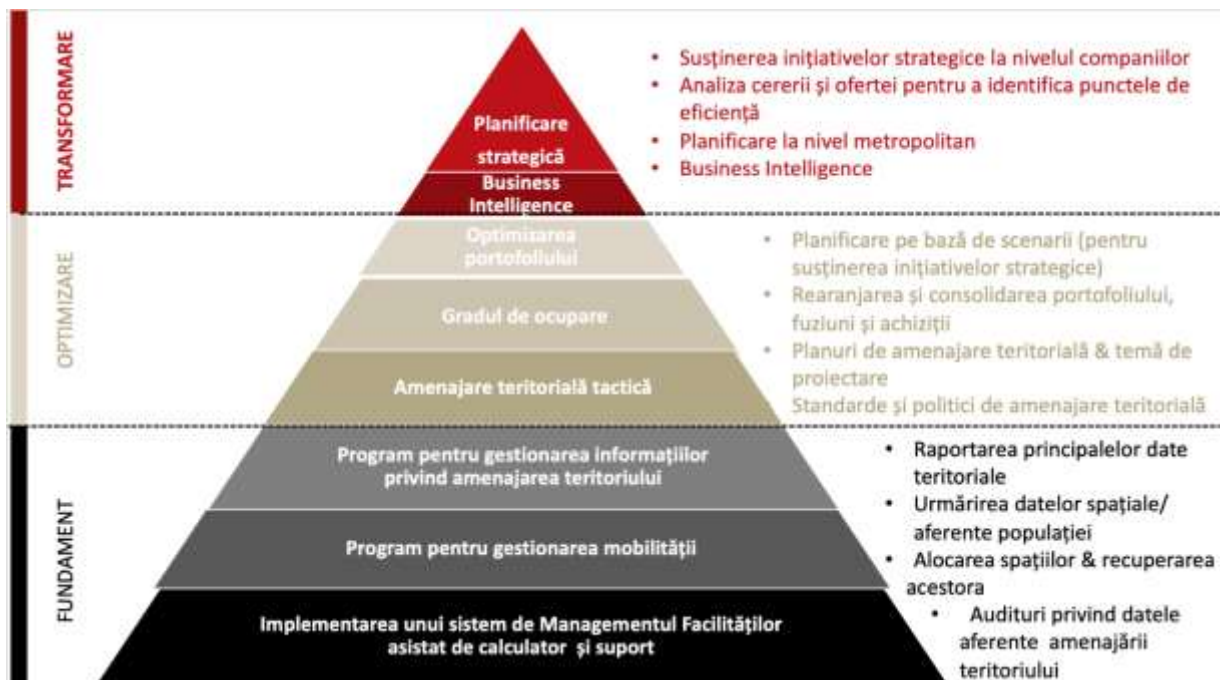 TRANSFORMARE
Planificare
strategică
Business
Intelligence
• Susținerea inițiativelor strategice la nivelul companiilor
• Analiza cererii și ofertei pentru a identifica punctele de
eficiență
• Planificare la nivel metropolitan
• Business Intelligence
OPTIMIZARE
Optimizarea
portofoliului
Gradul de ocupare
Amenajare teritorială tactică
• Planificare pe bază de scenarii (pentru
susținerea inițiativelor strategice)
• Rearanjarea și consolidarea portofoliului,
fuziuni și achiziții
• Planuri de amenajare teritorială & temă de
proiectare
Standarde și politici de amenajare teritorială
FUNDAMENT
Program pentru gestionarea informațiilor
privind amenajarea teritoriului
Program pentru gestionarea mobilității
Implementarea unui sistem de Managementul Facilităților
asistat de calculator și suport
• Raportarea principalelor date
teritoriale
• Urmărirea datelor spațiale/
aferente populației
• Alocarea spațiilor & recuperarea
acestora
• Audituri privind datele
aferente amenajării
teritoriului